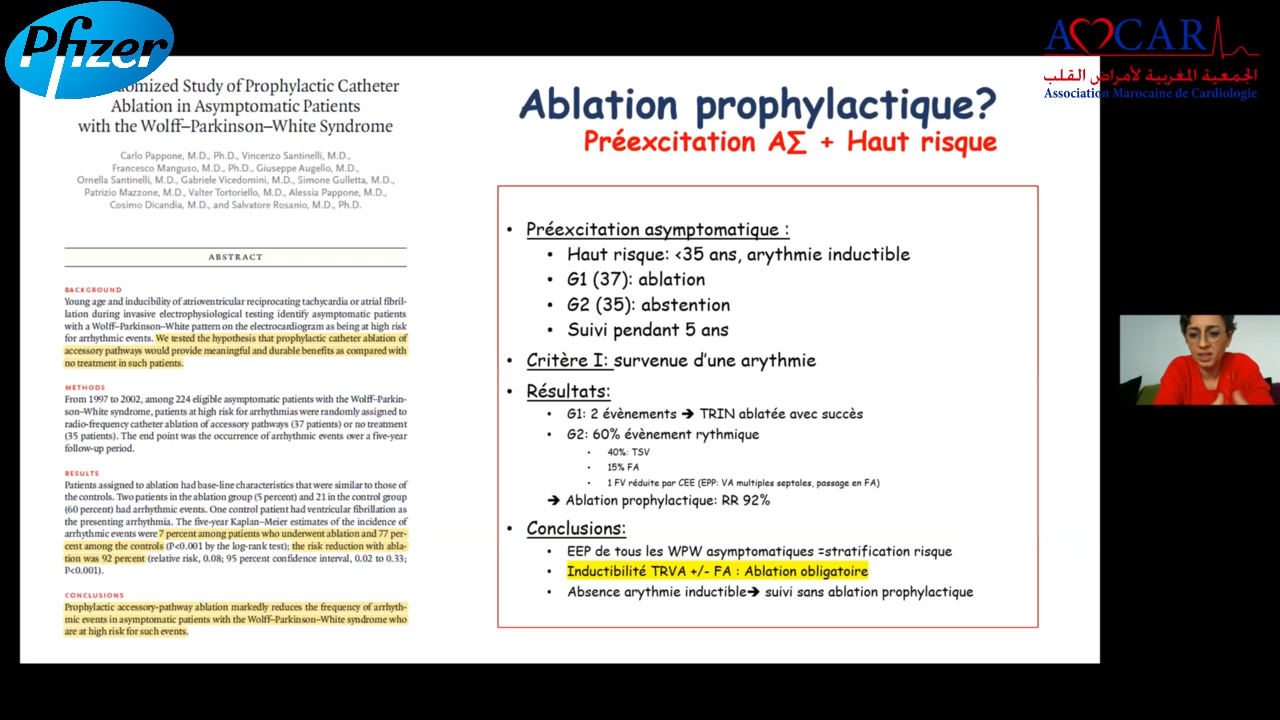 Pfizer
AMCAR
الجمعية المغربية لأمراض القلب
Association Marocaine de Cardiologie
domized Study of Prophylactic Catheter
Ablation in Asymptomatic Patients
with the Wolff–Parkinson–White Syndrome
Carlo Pappone, M.D., Ph.D., Vincenzo Santinelli, M.D.,
Francesco Manguso, M.D., Ph.D., Giuseppe Augello, M.D.,
Ornella Santinelli, M.D., Gabriele Vicedomini, M.D., Simone Gulletta, M.D.,
Patrizio Mazzone, M.D., Valter Tortoriello, M.D., Alessia Pappone, M.D.,
Cosimo Dicandia, M.D., and Salvatore Rosanio, M.D., Ph.D.
ABSTRACT
BACKGROUND
Young age and inducibility of atrioventricular reciprocating tachycardia or atrial fibril-
lation during invasive electrophysiological testing identify asymptomatic patients
with a Wolff–Parkinson–White pattern on the electrocardiogram as being at high risk
for arrhythmic events. We tested the hypothesis that prophylactic catheter ablation of
accessory pathways would provide meaningful and durable benefits as compared with
no treatment in such patients.
METHODS
From 1997 to 2002, among 224 eligible asymptomatic patients with the Wolff–Parkin-
son–White syndrome, patients at high risk for arrhythmias were randomly assigned to
radio-frequency catheter ablation of accessory pathways (37 patients) or no treatment
(35 patients). The end point was the occurrence of arrhythmic events over a five-year
follow-up period.
RESULTS
Patients assigned to ablation had base-line characteristics that were similar to those of
the controls. Two patients in the ablation group (5 percent) and 21 in the control group
(60 percent) had arrhythmic events. One control patient had ventricular fibrillation as
the presenting arrhythmia. The five-year Kaplan–Meier estimates of the incidence of
arrhythmic events were 7 percent among patients who underwent ablation and 77 per-
cent among the controls (P<0.001 by the log-rank test); the risk reduction with abla-
tion was 92 percent (relative risk, 0.08; 95 percent confidence interval, 0.02 to 0.33;
P<0.001).
CONCLUSIONS
Prophylactic accessory-pathway ablation markedly reduces the frequency of arrhyth-
mic events in asymptomatic patients with the Wolff–Parkinson–White syndrome who
are at high risk for such events.
Ablation prophylactique?
Préexcitation A∑ + Haut risque
• Préexcitation asymptomatique :
• Haut risque: <35 ans, arythmie inductible
• G1 (37): ablation
• G2 (35): abstention
• Suivi pendant 5 ans
• Critère I: survenue d'une arythmie
• Résultats:
• G1: 2 évènements ➔ TRIN ablatée avec succès
• G2: 60% évènement rythmique
• 40%: TSV
• 15% FA
• 1 FV réduite par CEE (EPP: VA multiples septales, passage en FA)
➔ Ablation prophylactique: RR 92%
• Conclusions:
• EEP de tous les WPW asymptomatiques =stratification risque
• Inductibilité TRVA +/- FA : Ablation obligatoire
• Absence arythmie inductible➔ suivi sans ablation prophylactique